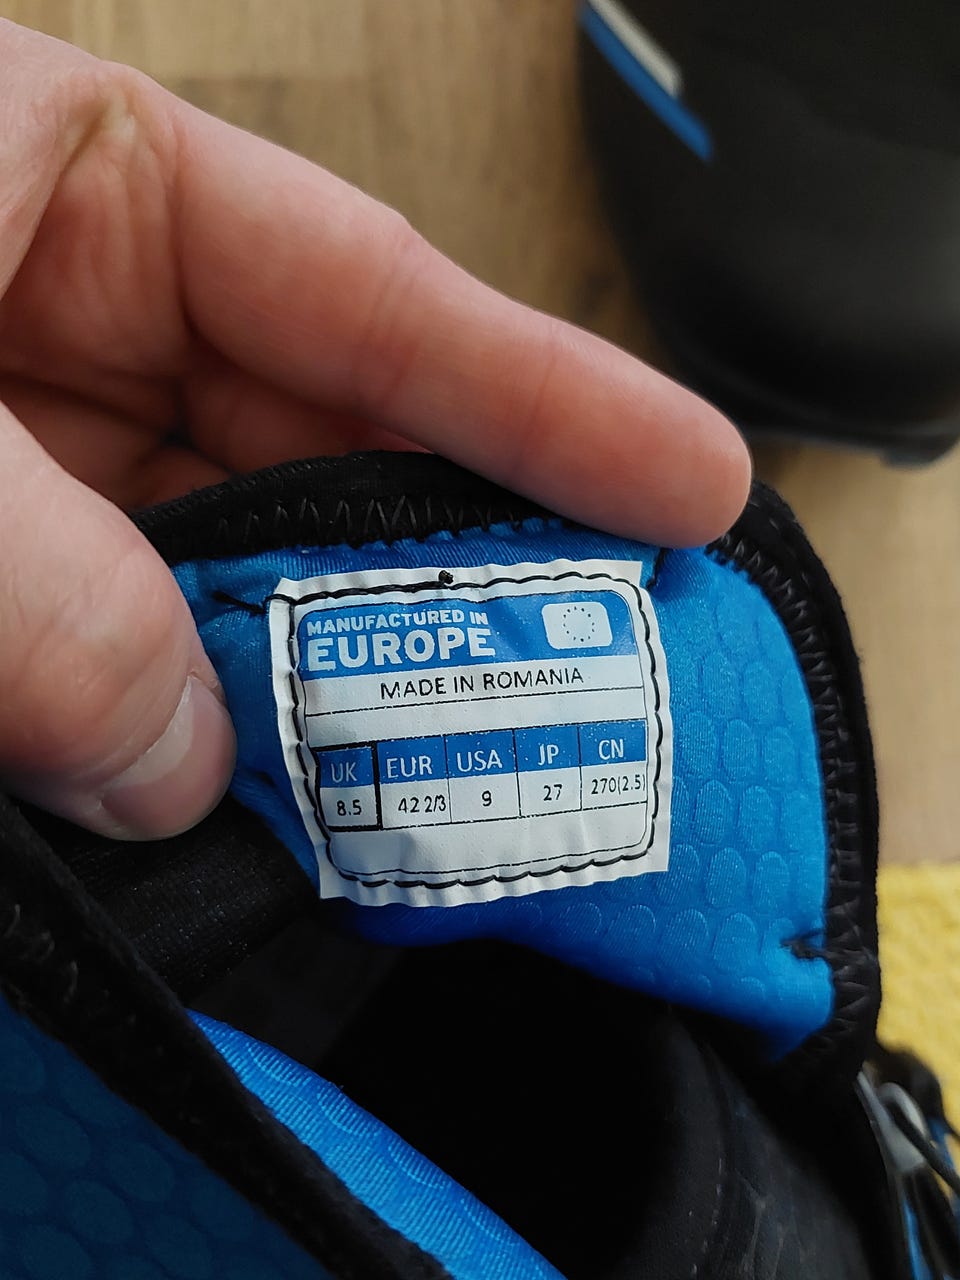 MANUFACTURED IN
EUROPE
MADE IN ROMANIA
UK EUR USA JP CN
8.5 42 2/3 9 27 270(2.5)